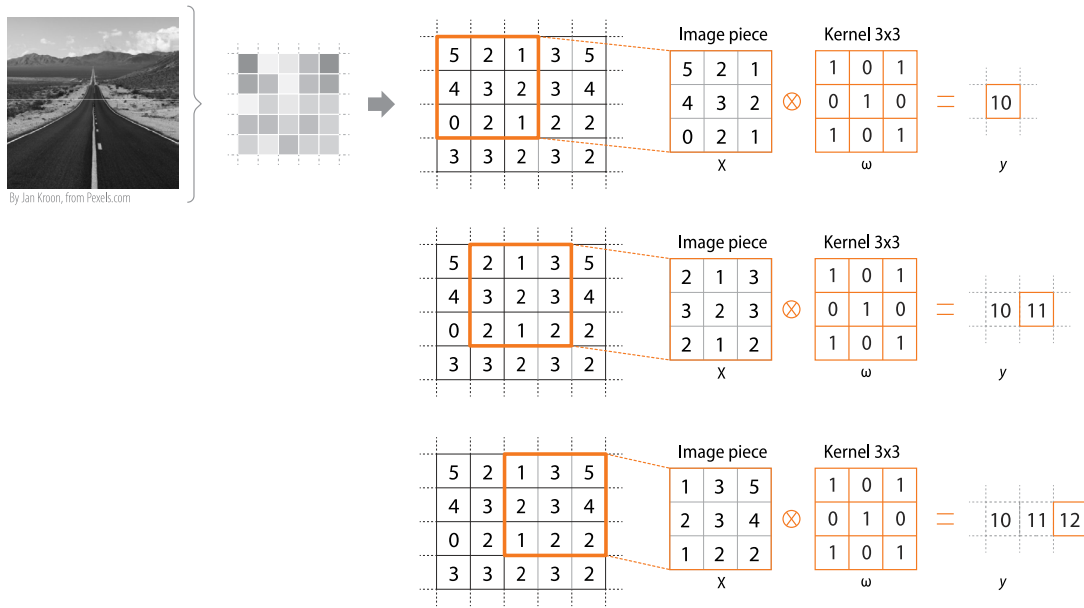 Image piece Kernel 3x3
5 2 1 3 5 5 2 1 1 0 1
4 3 2 3 4 4 3 2 ⊗ 0 1 0 = 10
0 2 1 2 2 0 2 1 1 0 1
3 3 2 3 2 X ω y
By Jan Kroon, from Pexels.com
Image piece Kernel 3x3
5 2 1 3 5 2 1 3 1 0 1
4 3 2 3 4 3 2 3 ⊗ 0 1 0 = 10 11
0 2 1 2 2 2 1 2 1 0 1
3 3 2 3 2 X ω y
Image piece Kernel 3x3
5 2 1 3 5 1 3 5 1 0 1
4 3 2 3 4 2 3 4 ⊗ 0 1 0 = 10 11 12
0 2 1 2 2 1 2 2 1 0 1
3 3 2 3 2 X ω y